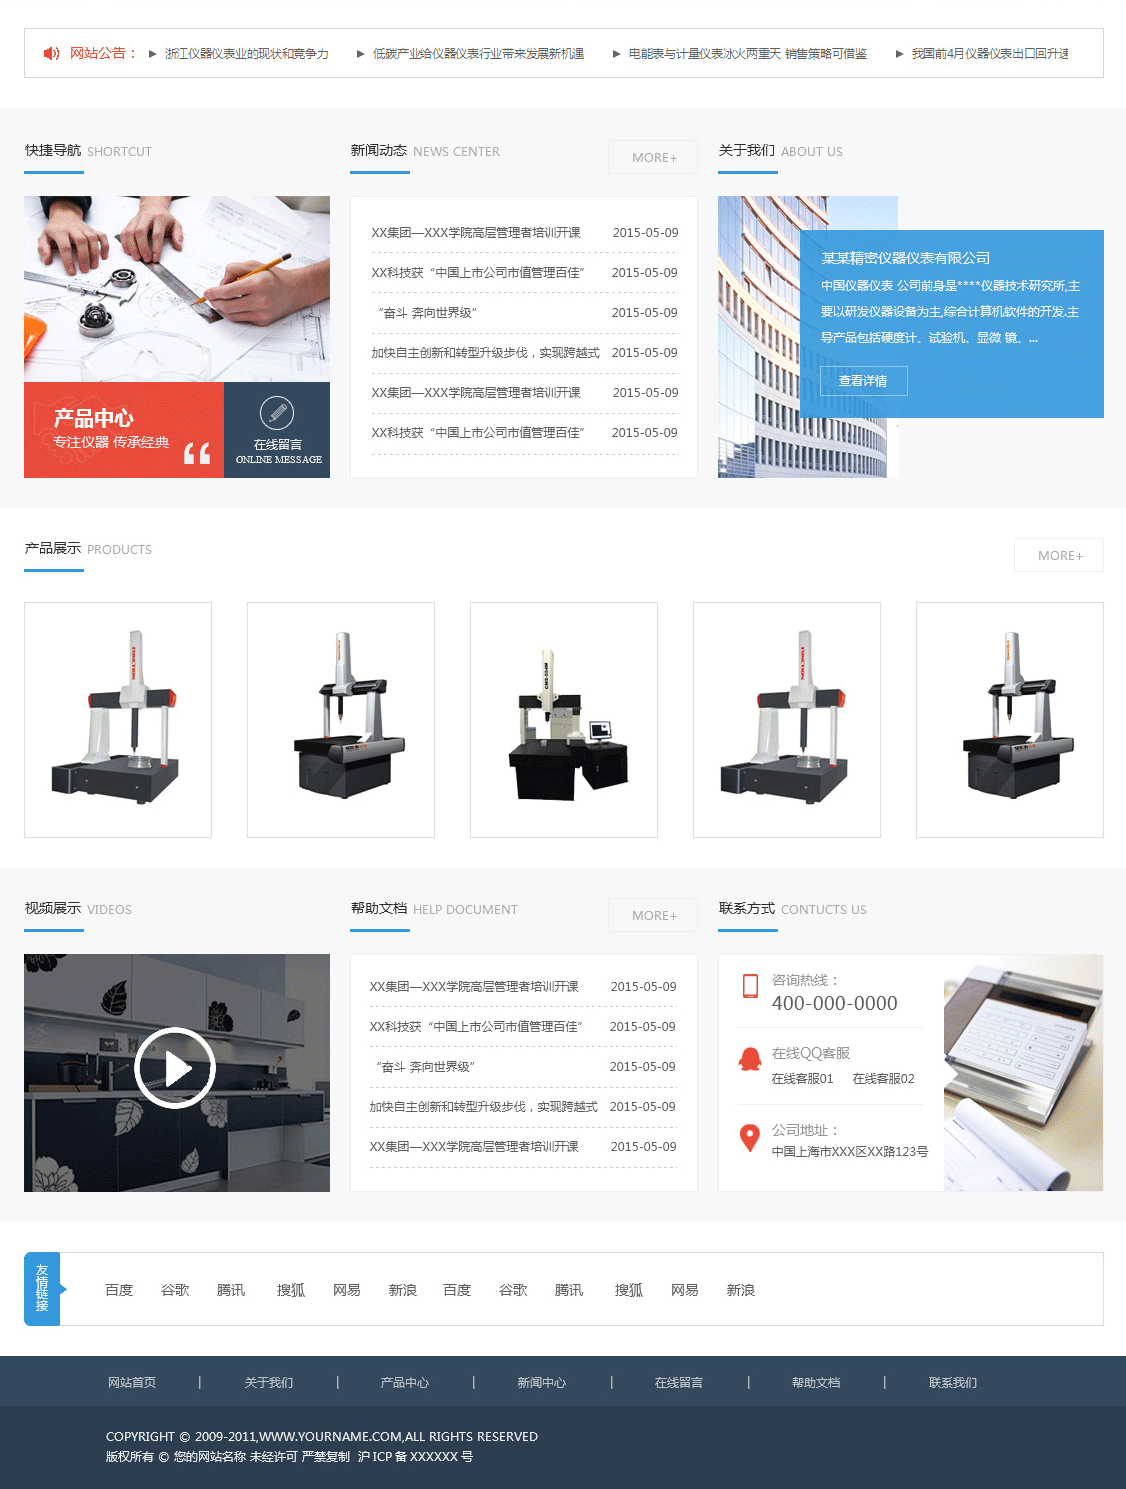 网站公告：
▶ 浙江仪器仪表业的现状和竞争力
▶ 低碳产业给仪器仪表行业带来发展新机遇
▶ 电能表与计量仪表冰火两重天 销售策略可借鉴
▶ 我国前4月仪器仪表出口回升速
快捷导航 SHORTCUT
产品中心
专注仪器 传承经典
在线留言
ONLINE MESSAGE
新闻动态 NEWS CENTER
MORE+
XX集团—XXX学院高层管理者培训开课 2015-05-09
XX科技获“中国上市公司市值管理百佳” 2015-05-09
“奋斗 奔向世界级” 2015-05-09
加快自主创新和转型升级步伐，实现跨越式 2015-05-09
XX集团—XXX学院高层管理者培训开课 2015-05-09
XX科技获“中国上市公司市值管理百佳” 2015-05-09
关于我们 ABOUT US
某某精密仪器仪表有限公司
中国仪器仪表 公司前身是****仪器技术研究所,主
要以研发仪器设备为主,综合计算机软件的开发.主
导产品包括硬度计、试验机、显微 镜、...
查看详情
产品展示 PRODUCTS
MORE+
视频展示 VIDEOS
帮助文档 HELP DOCUMENT
MORE+
XX集团—XXX学院高层管理者培训开课 2015-05-09
XX科技获“中国上市公司市值管理百佳” 2015-05-09
“奋斗 奔向世界级” 2015-05-09
加快自主创新和转型升级步伐，实现跨越式 2015-05-09
XX集团—XXX学院高层管理者培训开课 2015-05-09
联系方式 CONTUCTS US
咨询热线：
400-000-0000
在线QQ客服
在线客服01 在线客服02
公司地址：
中国上海市XXX区XX路123号
友情链接
百度 谷歌 腾讯 搜狐 网易 新浪 百度 谷歌 腾讯 搜狐 网易 新浪
网站首页 | 关于我们 | 产品中心 | 新闻中心 | 在线留言 | 帮助文档 | 联系我们
COPYRIGHT © 2009-2011,WWW.YOURNAME.COM,ALL RIGHTS RESERVED
版权所有 © 您的网站名称 未经许可 严禁复制 沪 ICP 备 XXXXXX 号